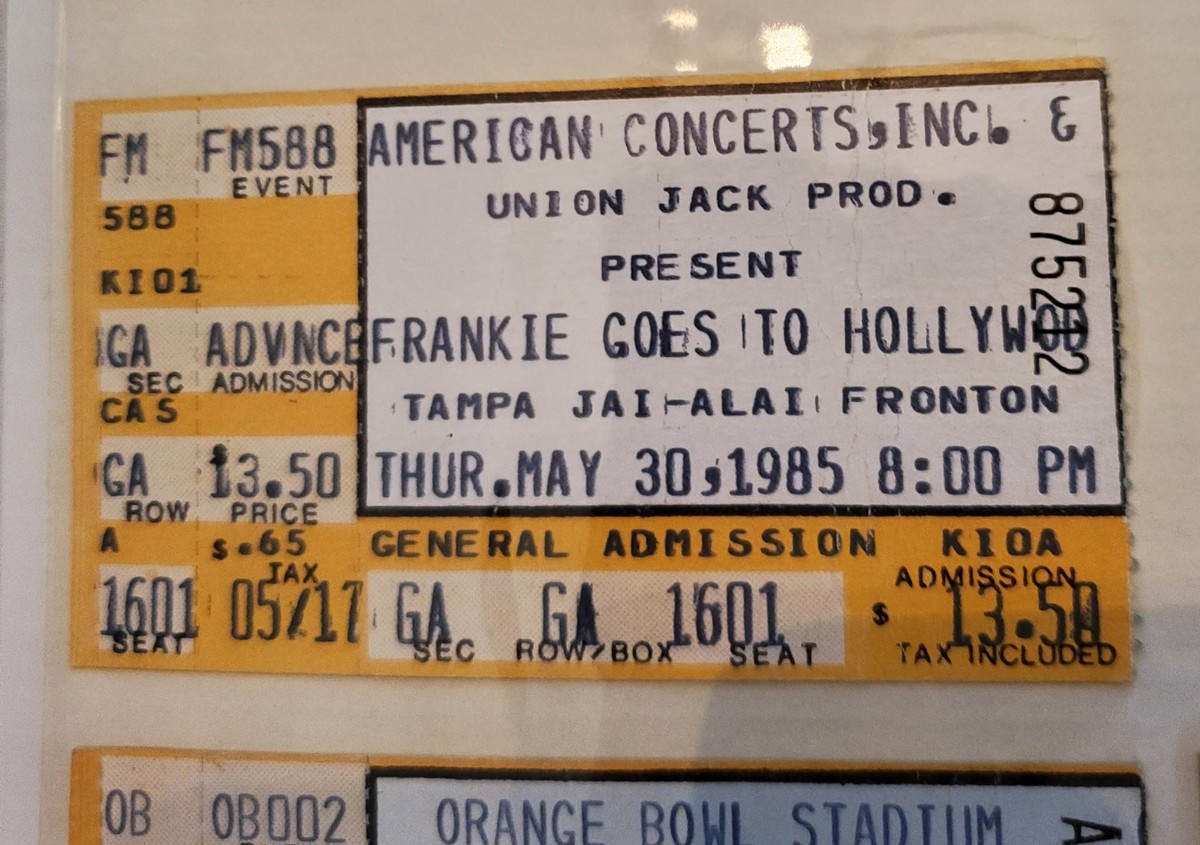 FM FM588
EVENT
588
KI01
GA ADVNCE
SEC ADMISSION
CAS
GA 13.50
ROW PRICE
A $.65
TAX
1601 05/17
SEAT
AMERICAN CONCERTS,INC. &
UNION JACK PROD.
PRESENT
FRANKIE GOES TO HOLLYWD
TAMPA JAI-ALAI FRONTON
THUR.MAY 30,1985 8:00 PM
GENERAL ADMISSION KIOA
ADMISSION
GA GA 1601 $ 13.50
SEC ROW/BOX SEAT TAX INCLUDED
OB OB002
ORANGE BOWL STADIUM